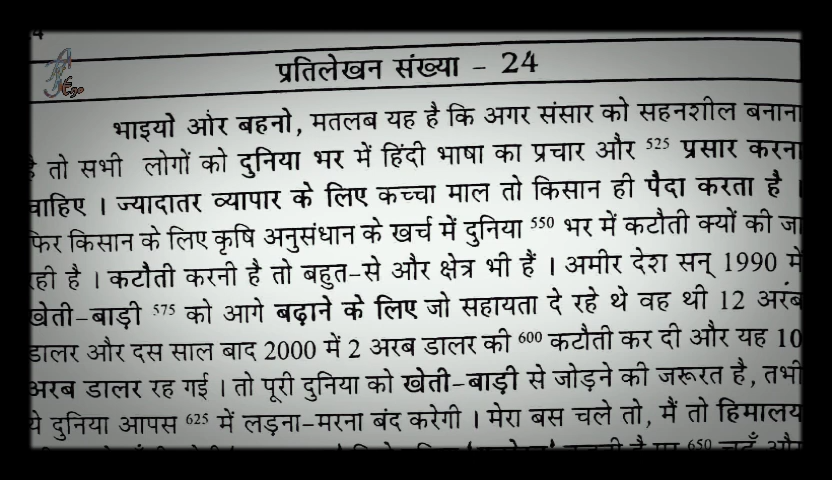 प्रतिलेखन संख्या - 24
भाइयो और बहनो, मतलब यह है कि अगर संसार को सहनशील बनाना
है तो सभी लोगों को दुनिया भर में हिंदी भाषा का प्रचार और 525 प्रसार करना
चाहिए । ज्यादातर व्यापार के लिए कच्चा माल तो किसान ही पैदा करता है ।
फिर किसान के लिए कृषि अनुसंधान के खर्च में दुनिया 550 भर में कटौती क्यों की जा
रही है । कटौती करनी है तो बहुत-से और क्षेत्र भी हैं । अमीर देश सन् 1990 में
खेती-बाड़ी 575 को आगे बढ़ाने के लिए जो सहायता दे रहे थे वह थी 12 अरब
डालर और दस साल बाद 2000 में 2 अरब डालर की 600 कटौती कर दी और यह 10
अरब डालर रह गई । तो पूरी दुनिया को खेती-बाड़ी से जोड़ने की जरूरत है, तभी
ये दुनिया आपस 625 में लड़ना-मरना बंद करेगी । मेरा बस चले तो, मैं तो हिमालय
650 चढ़ूँ और